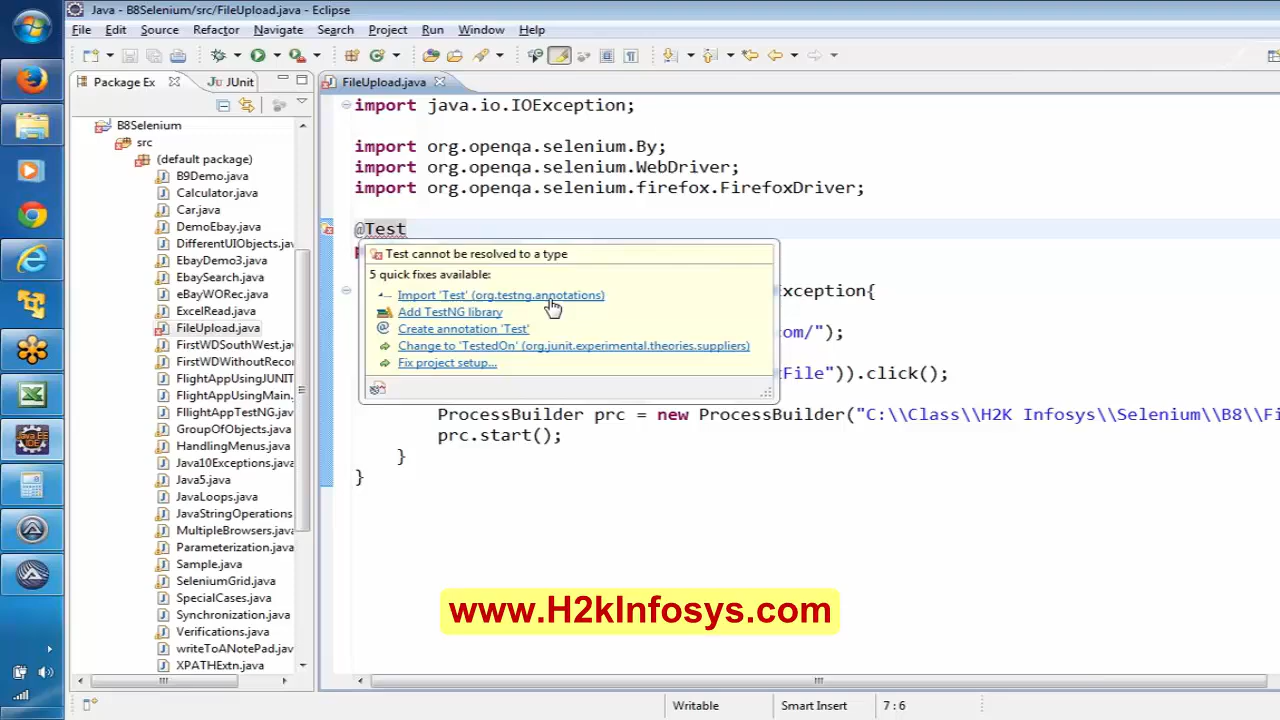 Java - B8Selenium/src/FileUpload.java - Eclipse
File Edit Source Refactor Navigate Search Project Run Window Help
Package Ex JUnit
FileUpload.java
B8Selenium
src
(default package)
B9Demo.java
Calculator.java
Car.java
DemoEbay.java
DifferentUIObjects.jav
EbayDemo3.java
EbaySearch.java
eBayWORec.java
ExcelRead.java
FileUpload.java
FirstWDSouthWest.jav
FirstWDWithoutRecor
FlightAppUsingJUNIT
FlightAppUsingMain.
FlightAppTestNG.java
GroupOfObjects.java
HandlingMenus.java
Java10Exceptions.java
Java5.java
JavaLoops.java
JavaStringOperations
MultipleBrowsers.java
Parameterization.java
Sample.java
SeleniumGrid.java
SpecialCases.java
Synchronization.java
Verifications.java
writeToANotePad.java
XPATHExtn.java
import java.io.IOException;
import org.openqa.selenium.By;
import org.openqa.selenium.WebDriver;
import org.openqa.selenium.firefox.FirefoxDriver;
@Test
Test cannot be resolved to a type
5 quick fixes available:
Import 'Test' (org.testng.annotations)
Add TestNG library
Create annotation 'Test'
Change to 'TestedOn' (org.junit.experimental.theories.suppliers)
Fix project setup...
xception{
om/");
File")).click();
ProcessBuilder prc = new ProcessBuilder("C:\\Class\\H2K Infosys\\Selenium\\B8\\Fi
prc.start();
}
}
www.H2kInfosys.com
Writable Smart Insert 7 : 6